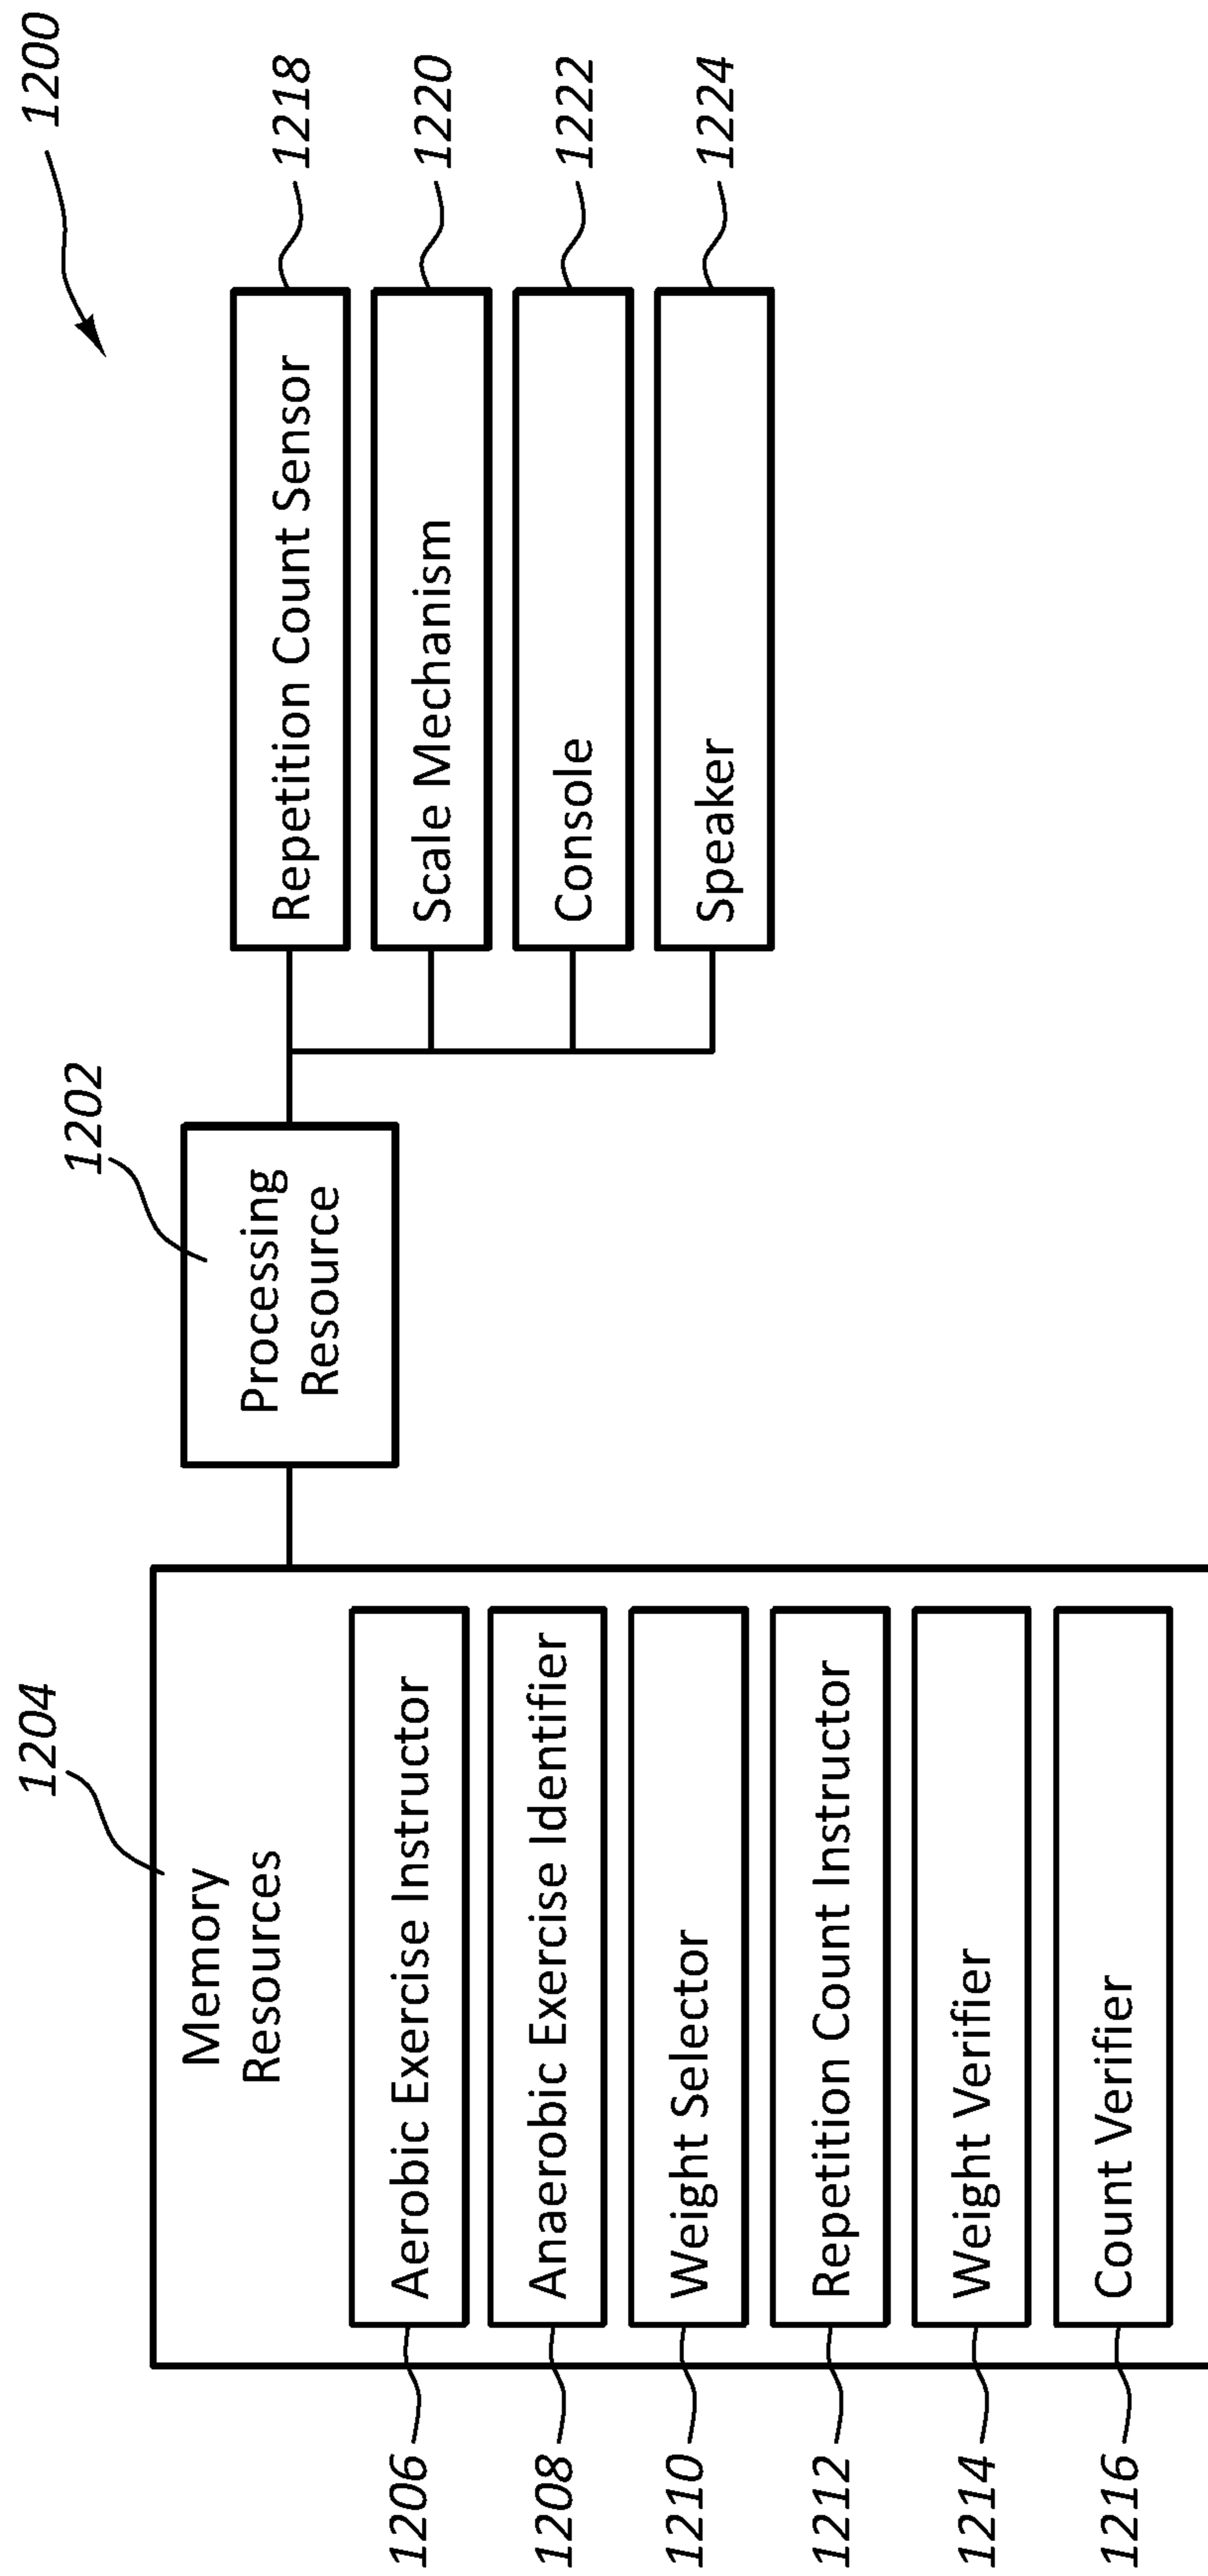 1200
1204
Memory
Resources
1206
Aerobic Exercise Instructor
1208
Anaerobic Exercise Identifier
1210
Weight Selector
1212
Repetition Count Instructor
1214
Weight Verifier
1216
Count Verifier
1202
Processing
Resource
Repetition Count Sensor
1218
Scale Mechanism
1220
Console
1222
Speaker
1224